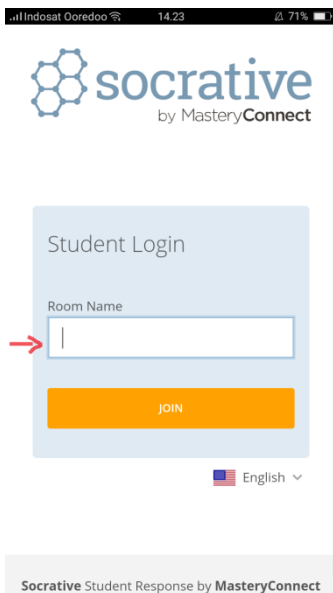 Indosat Ooredoo 14.23 71%
socrative
by MasteryConnect
Student Login
Room Name
JOIN
English
Socrative Student Response by MasteryConnect